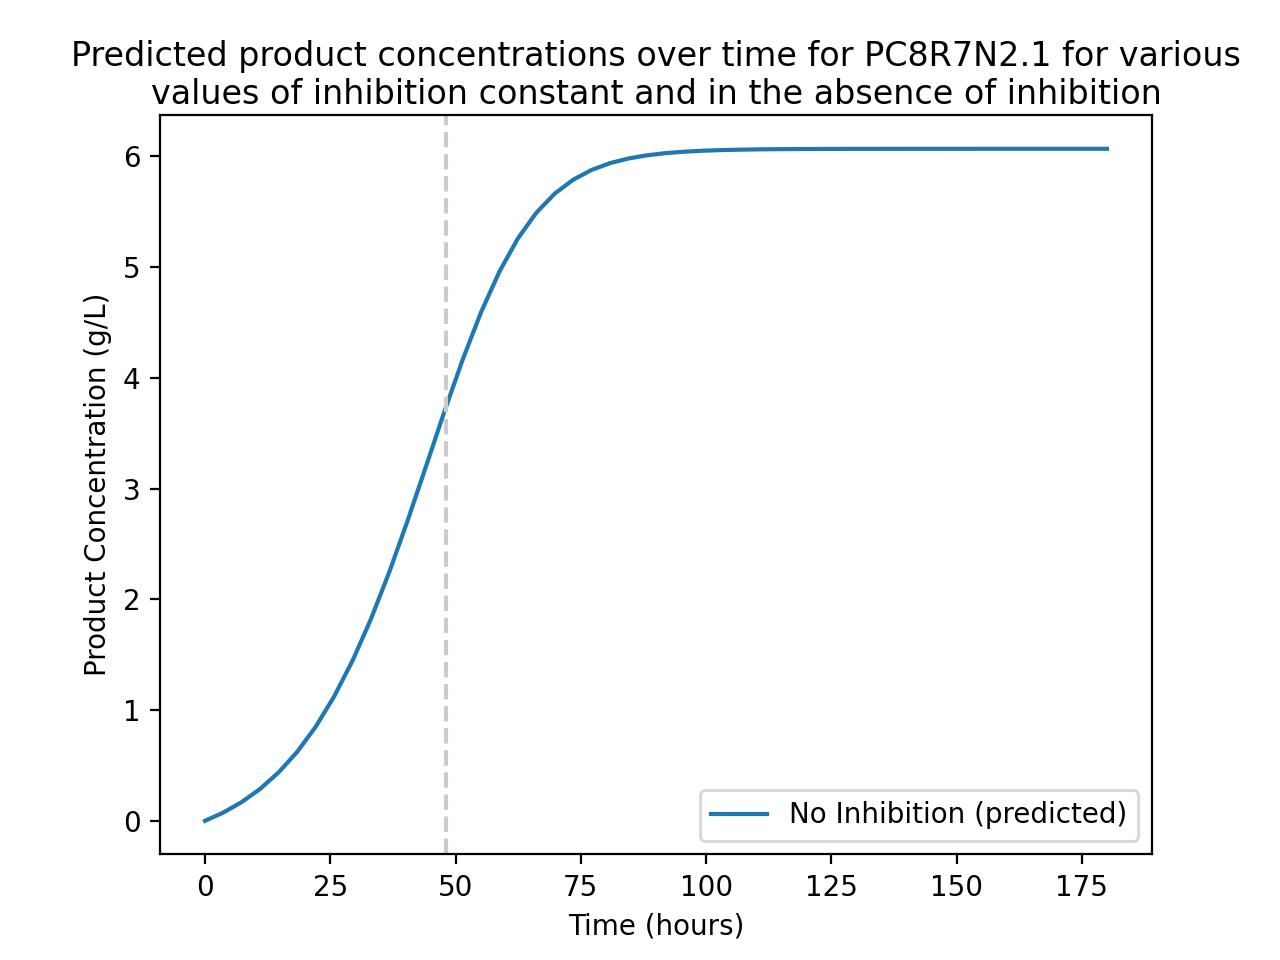 Predicted product concentrations over time for PC8R7N2.1 for various
values of inhibition constant and in the absence of inhibition
6
5
4
3
2
1
0
Product Concentration (g/L)
No Inhibition (predicted)
0 25 50 75 100 125 150 175
Time (hours)